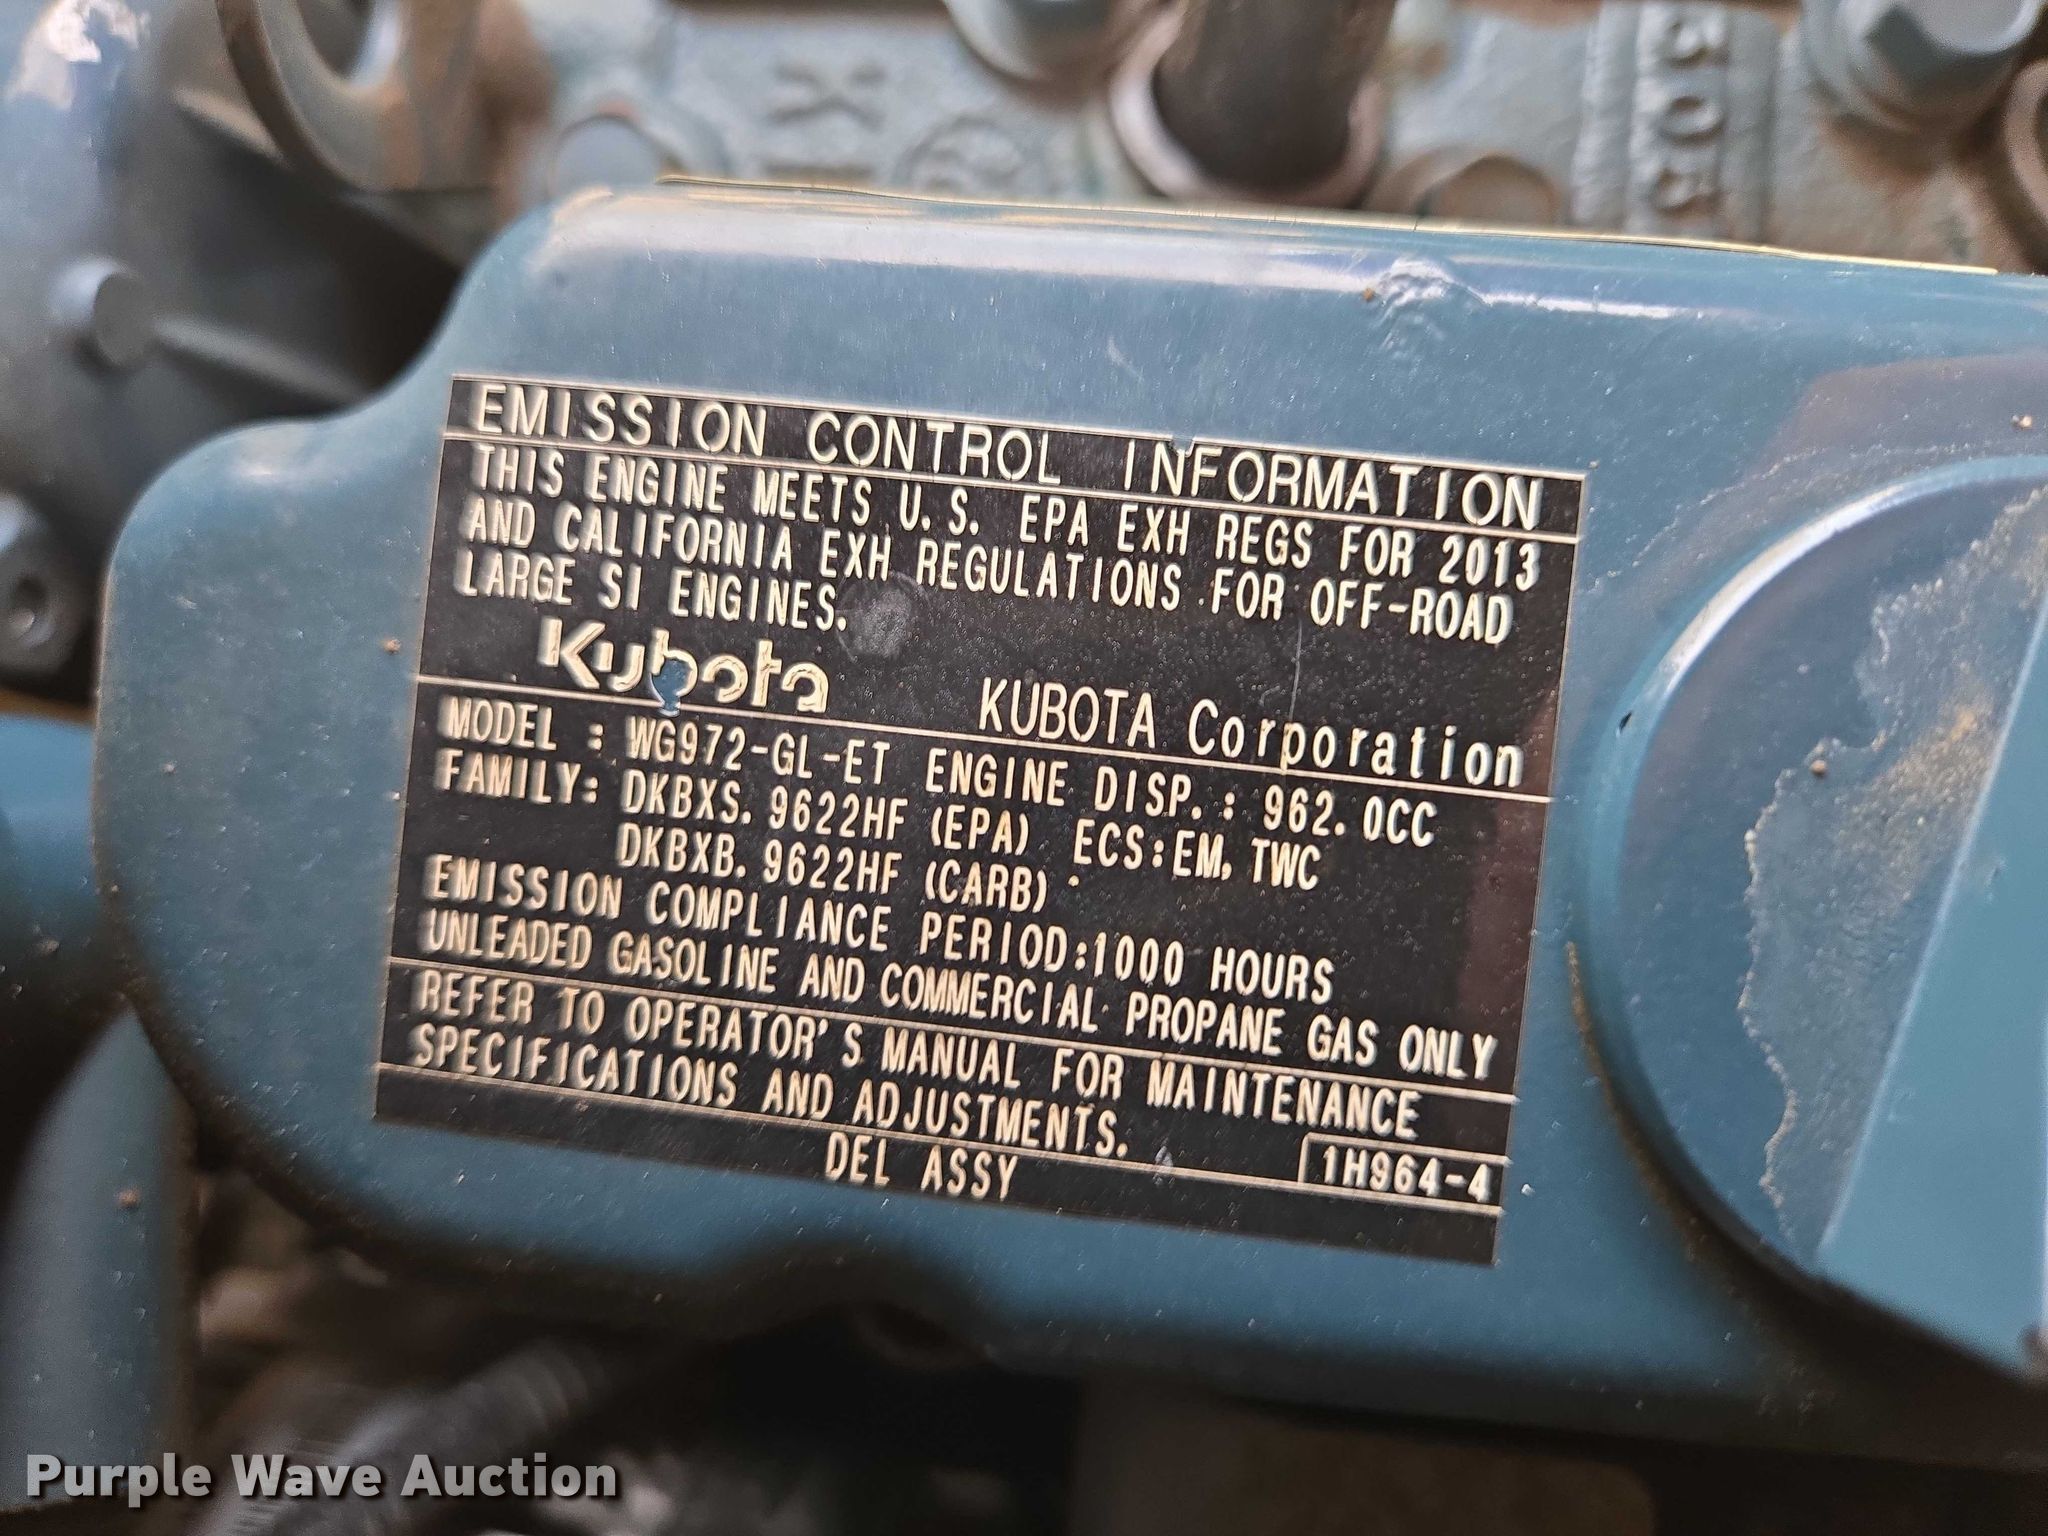 305
EMISSION CONTROL INFORMATION
THIS ENGINE MEETS U.S. EPA EXH REGS FOR 2013
AND CALIFORNIA EXH REGULATIONS FOR OFF-ROAD
LARGE SI ENGINES.
Kubota KUBOTA Corporation
MODEL : WG972-GL-ET ENGINE DISP. : 962.0CC
FAMILY: DKBXS.9622HF (EPA) ECS:EM, TWC
DKBXB.9622HF (CARB)
EMISSION COMPLIANCE PERIOD:1000 HOURS
UNLEADED GASOLINE AND COMMERCIAL PROPANE GAS ONLY
REFER TO OPERATOR'S MANUAL FOR MAINTENANCE
SPECIFICATIONS AND ADJUSTMENTS.
DEL ASSY 1H964-4
Purple Wave Auction